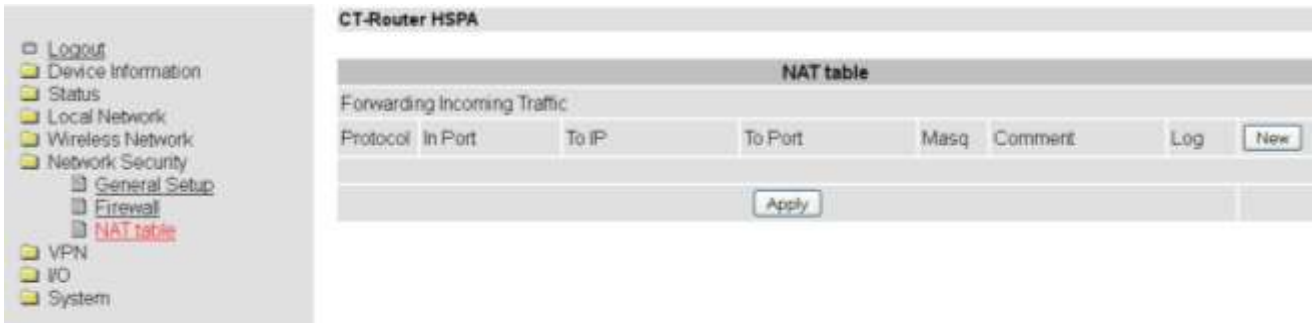 CT-Router HSPA
Logout
Device Information
Status
Local Network
Wireless Network
Network Security
General Setup
Firewall
NAT table
VPN
I/O
System
NAT table
Forwarding Incoming Traffic
Protocol In Port To IP To Port Masq Comment Log New
Apply